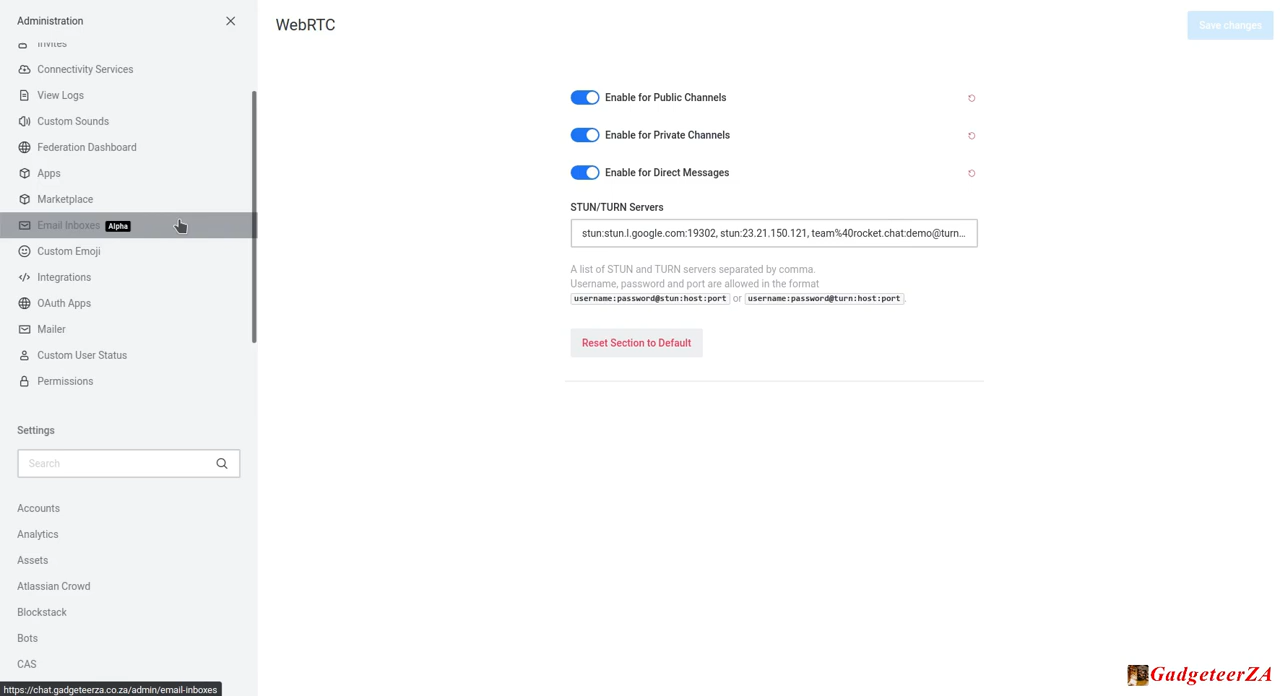 Administration
Invites
Connectivity Services
View Logs
Custom Sounds
Federation Dashboard
Apps
Marketplace
Email Inboxes Alpha
Custom Emoji
Integrations
OAuth Apps
Mailer
Custom User Status
Permissions
Settings
Search
Accounts
Analytics
Assets
Atlassian Crowd
Blockstack
Bots
CAS
https://chat.gadgeteerza.co.za/admin/email-inboxes
WebRTC
Save changes
Enable for Public Channels
Enable for Private Channels
Enable for Direct Messages
STUN/TURN Servers
stun:stun.l.google.com:19302, stun:23.21.150.121, team%40rocket.chat:demo@turn...
A list of STUN and TURN servers separated by comma.
Username, password and port are allowed in the format
username:password@stun:host:port or username:password@turn:host:port.
Reset Section to Default
GadgeteerZA